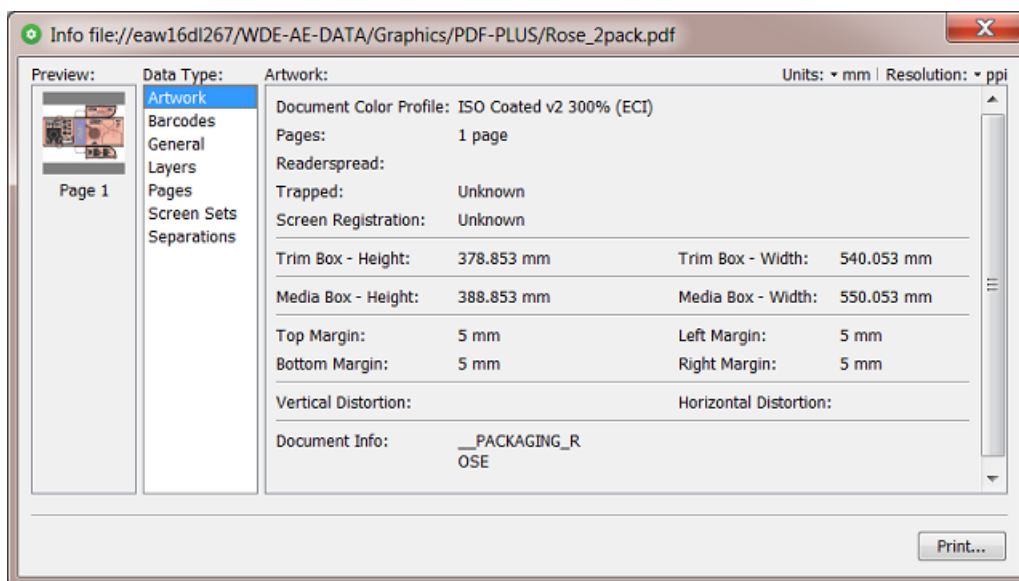 Info file://eaw16dl267/WDE-AE-DATA/Graphics/PDF-PLUS/Rose_2pack.pdf
Preview: Data Type: Artwork: Units: mm | Resolution: ppi
Page 1
Artwork
Barcodes
General
Layers
Pages
Screen Sets
Separations
Document Color Profile: ISO Coated v2 300% (ECI)
Pages: 1 page
Readerspread:
Trapped: Unknown
Screen Registration: Unknown
Trim Box - Height: 378.853 mm Trim Box - Width: 540.053 mm
Media Box - Height: 388.853 mm Media Box - Width: 550.053 mm
Top Margin: 5 mm Left Margin: 5 mm
Bottom Margin: 5 mm Right Margin: 5 mm
Vertical Distortion: Horizontal Distortion:
Document Info: __PACKAGING_R
OSE
Print...